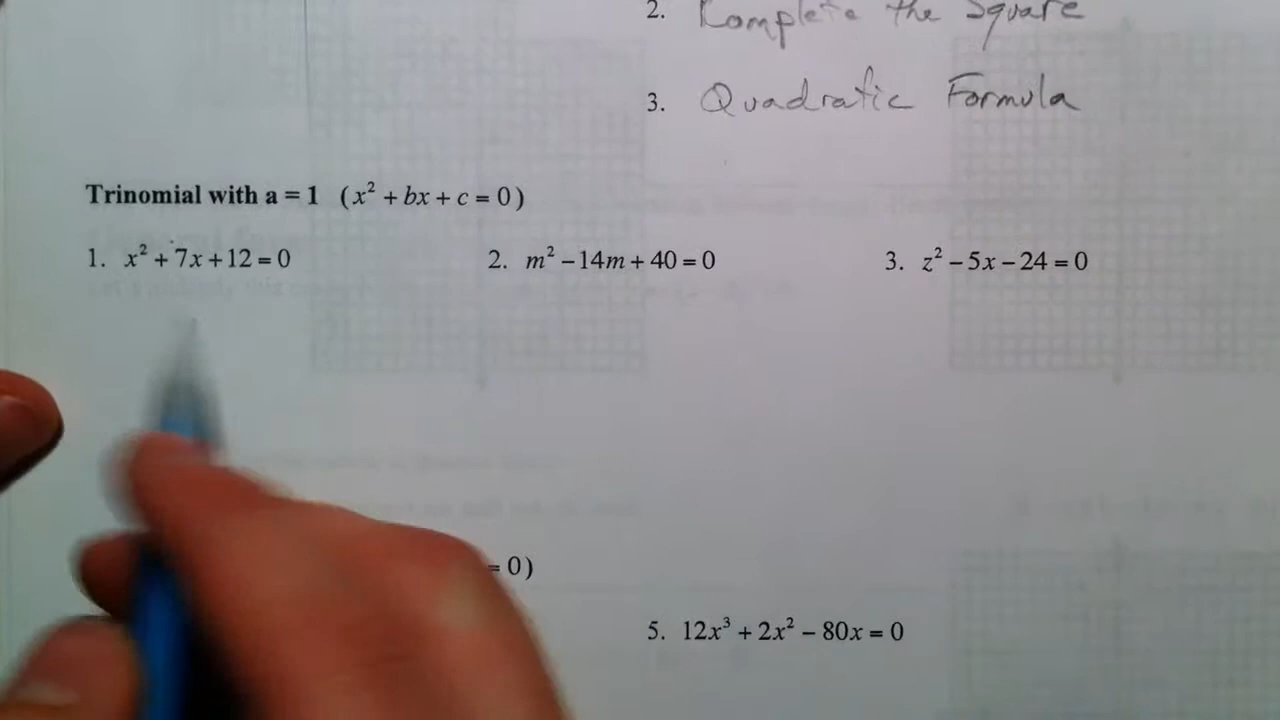 2. Complete the Square
3. Quadratic Formula
Trinomial with a = 1 (x² + bx + c = 0)
1. x² + 7x + 12 = 0
2. m² – 14m + 40 = 0
3. z² – 5x – 24 = 0
= 0)
5. 12x³ + 2x² – 80x = 0